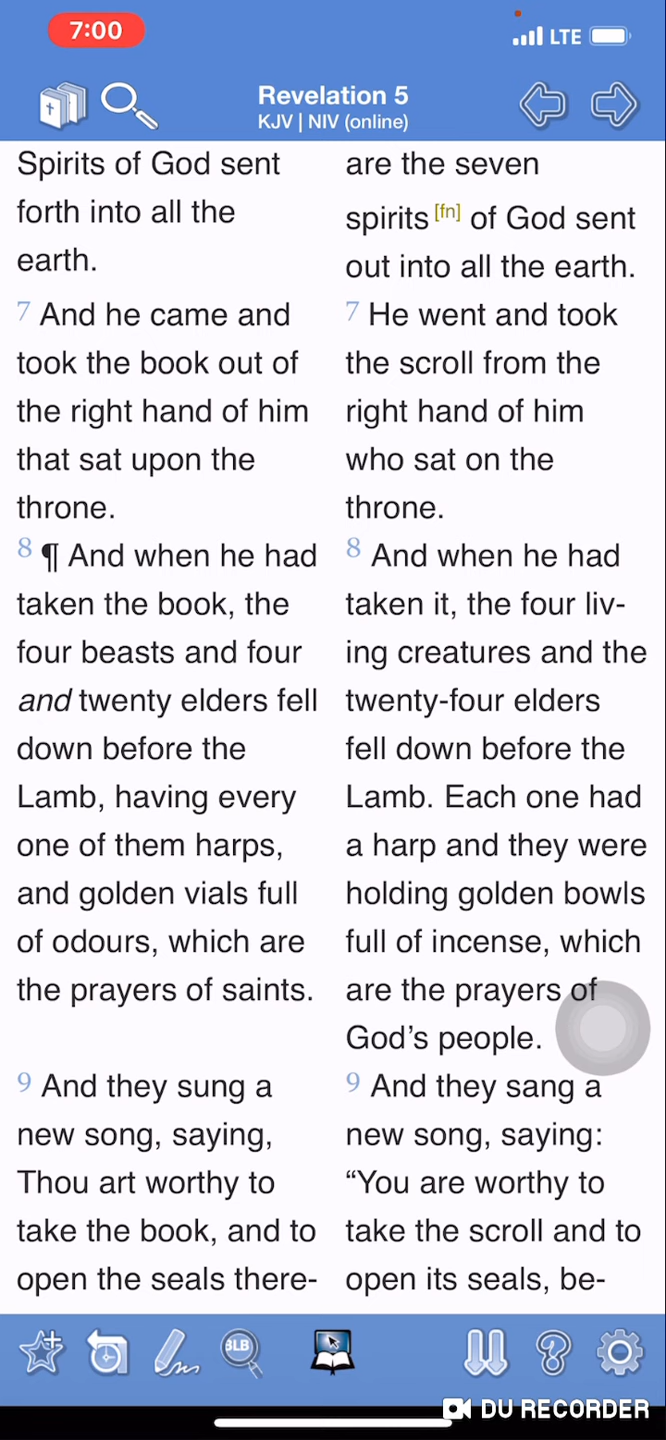 7:00
LTE
Revelation 5
KJV | NIV (online)
Spirits of God sent
forth into all the
earth.
7 And he came and
took the book out of
the right hand of him
that sat upon the
throne.
8 ¶ And when he had
taken the book, the
four beasts and four
and twenty elders fell
down before the
Lamb, having every
one of them harps,
and golden vials full
of odours, which are
the prayers of saints.
9 And they sung a
new song, saying,
Thou art worthy to
take the book, and to
open the seals there-
are the seven
spirits [fn] of God sent
out into all the earth.
7 He went and took
the scroll from the
right hand of him
who sat on the
throne.
8 And when he had
taken it, the four liv-
ing creatures and the
twenty-four elders
fell down before the
Lamb. Each one had
a harp and they were
holding golden bowls
full of incense, which
are the prayers of
God’s people.
9 And they sang a
new song, saying:
“You are worthy to
take the scroll and to
open its seals, be-
BLB
DU RECORDER